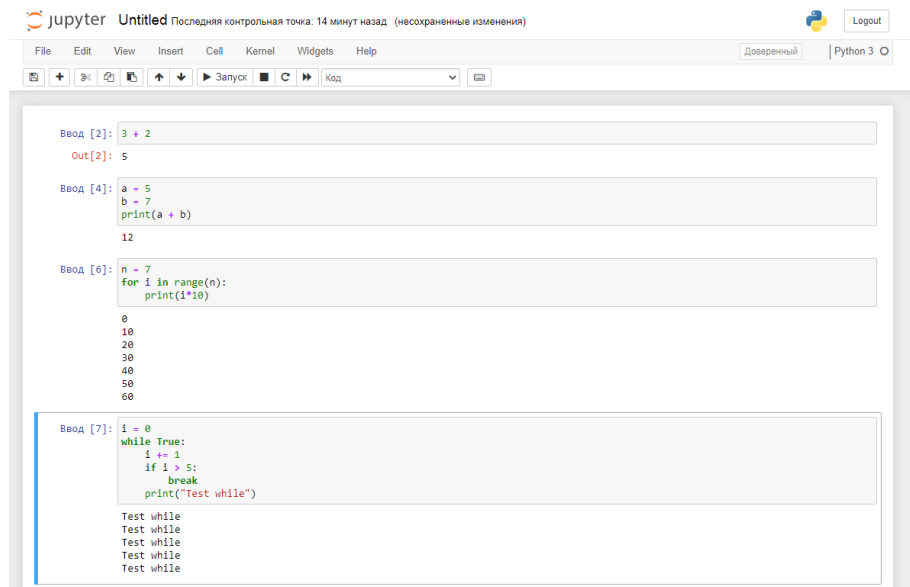 jupyter Untitled Последняя контрольная точка: 14 минут назад (несохраненные изменения) Logout
File Edit View Insert Cell Kernel Widgets Help Доверенный Python 3
Запуск Код
Ввод [2]: 3 + 2
Out[2]: 5
Ввод [4]: a = 5
b = 7
print(a + b)
12
Ввод [6]: n = 7
for i in range(n):
    print(i*10)
0
10
20
30
40
50
60
Ввод [7]: i = 0
while True:
    i += 1
    if i > 5:
        break
    print("Test while")
Test while
Test while
Test while
Test while
Test while